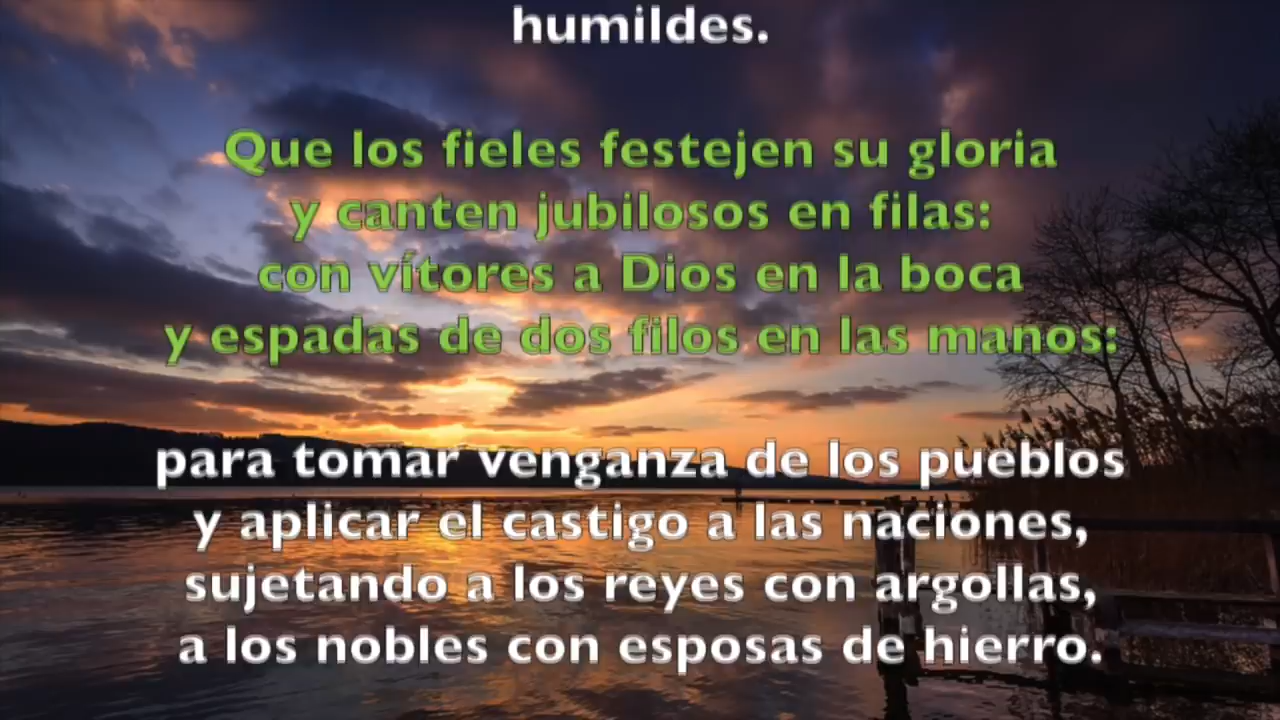 humildes.
Que los fieles festejen su gloria
y canten jubilosos en filas:
con vítores a Dios en la boca
y espadas de dos filos en las manos:
para tomar venganza de los pueblos
y aplicar el castigo a las naciones,
sujetando a los reyes con argollas,
a los nobles con esposas de hierro.